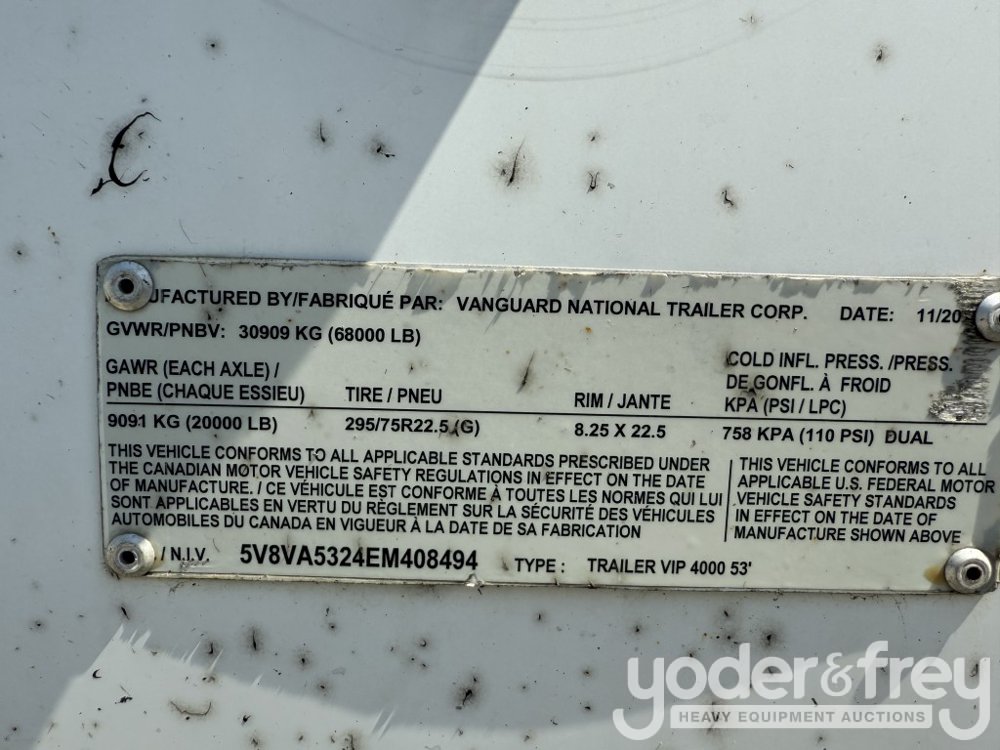 UFACTURED BY/FABRIQUÉ PAR: VANGUARD NATIONAL TRAILER CORP. DATE: 11/20
GVWR/PNBV: 30909 KG (68000 LB)
GAWR (EACH AXLE) /
PNBE (CHAQUE ESSIEU) TIRE / PNEU RIM / JANTE
COLD INFL. PRESS. /PRESS.
DE GONFL. À FROID
KPA (PSI / LPC)
9091 KG (20000 LB) 295/75R22.5 (G) 8.25 X 22.5 758 KPA (110 PSI) DUAL
THIS VEHICLE CONFORMS TO ALL APPLICABLE STANDARDS PRESCRIBED UNDER
THE CANADIAN MOTOR VEHICLE SAFETY REGULATIONS IN EFFECT ON THE DATE
OF MANUFACTURE. / CE VÉHICULE EST CONFORME À TOUTES LES NORMES QUI LUI
SONT APPLICABLES EN VERTU DU RÈGLEMENT SUR LA SÉCURITÉ DES VÉHICULES
AUTOMOBILES DU CANADA EN VIGUEUR À LA DATE DE SA FABRICATION
THIS VEHICLE CONFORMS TO ALL
APPLICABLE U.S. FEDERAL MOTOR
VEHICLE SAFETY STANDARDS
IN EFFECT ON THE DATE OF
MANUFACTURE SHOWN ABOVE
/ N.I.V. 5V8VA5324EM408494 TYPE : TRAILER VIP 4000 53'
yoder&frey
HEAVY EQUIPMENT AUCTIONS